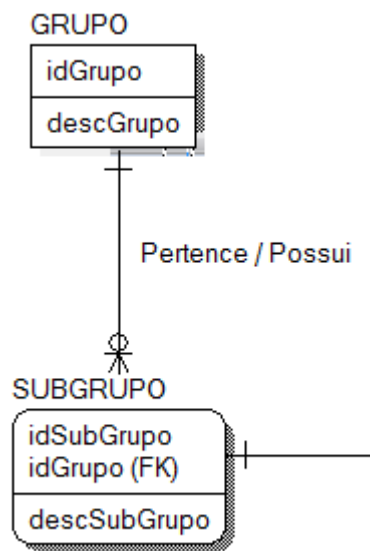 GRUPO
idGrupo
descGrupo
Pertence / Possui
SUBGRUPO
idSubGrupo
idGrupo (FK)
descSubGrupo